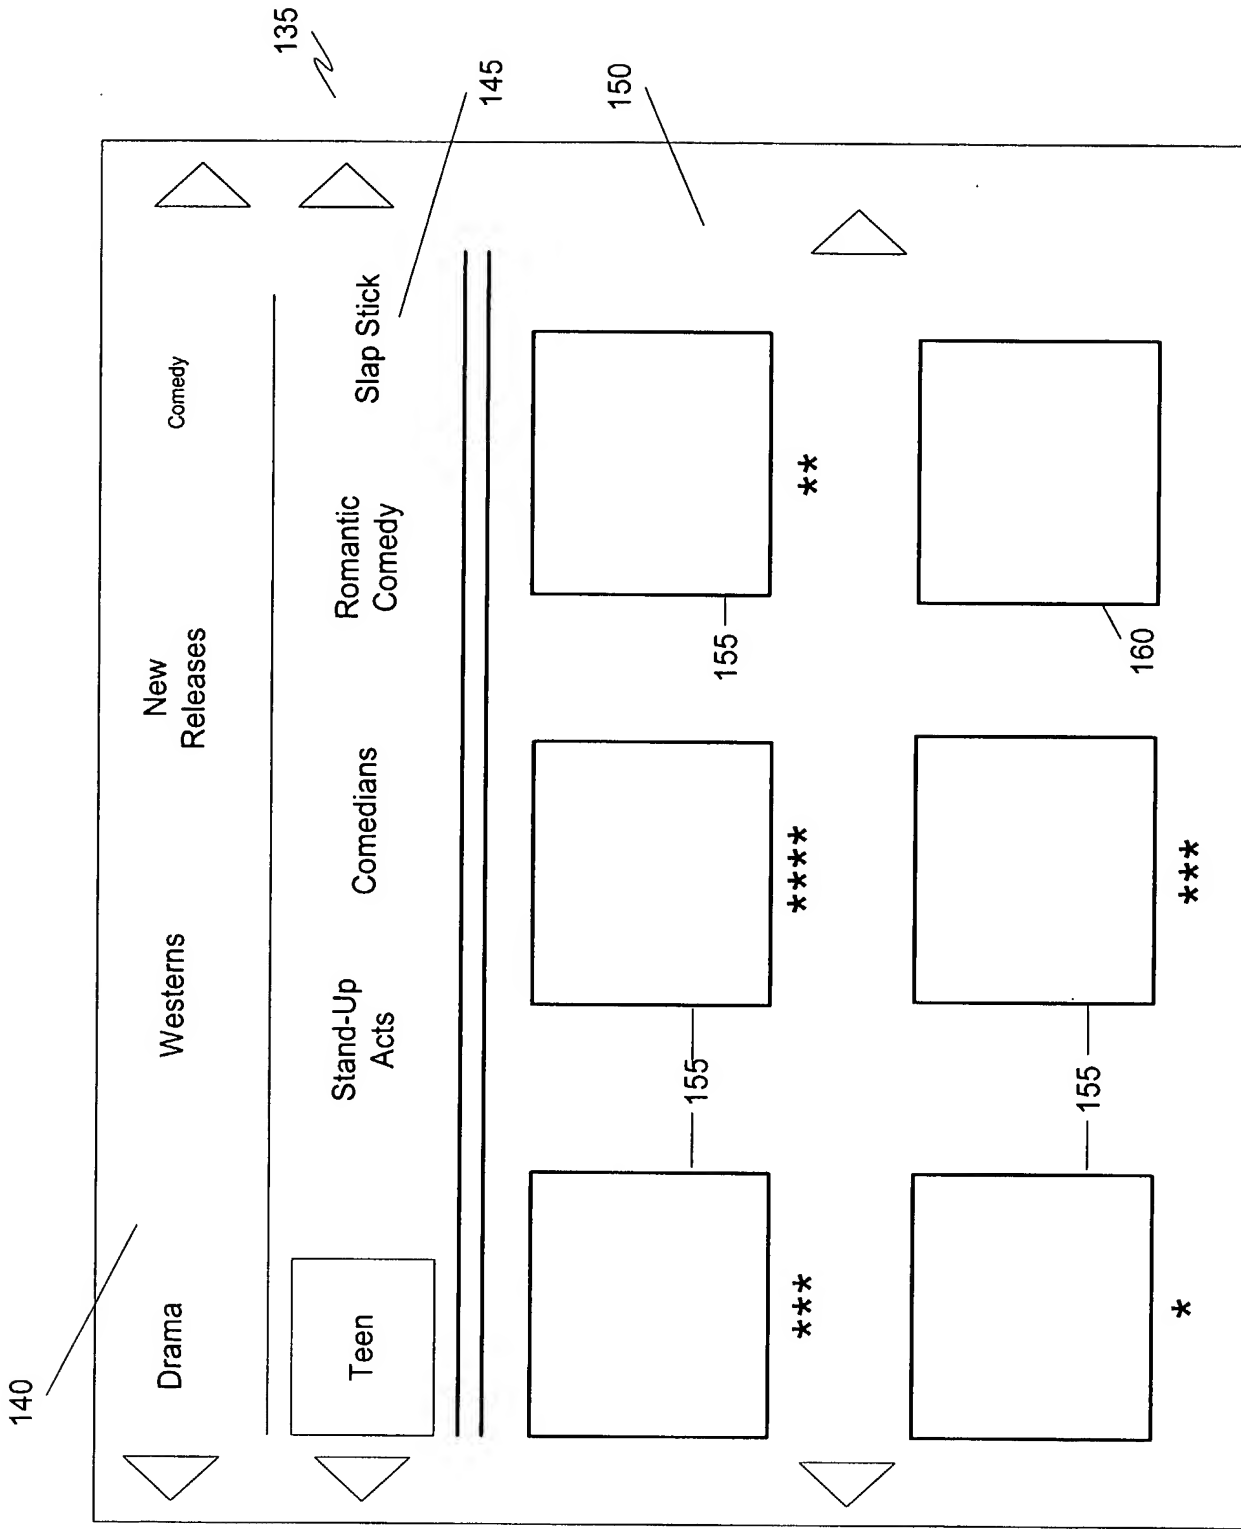 135
140
Drama
Westerns
New
Releases
Comedy
145
Teen
Stand-Up
Acts
Comedians
Romantic
Comedy
Slap Stick
150
155
155
***
****
**
155
160
*
***